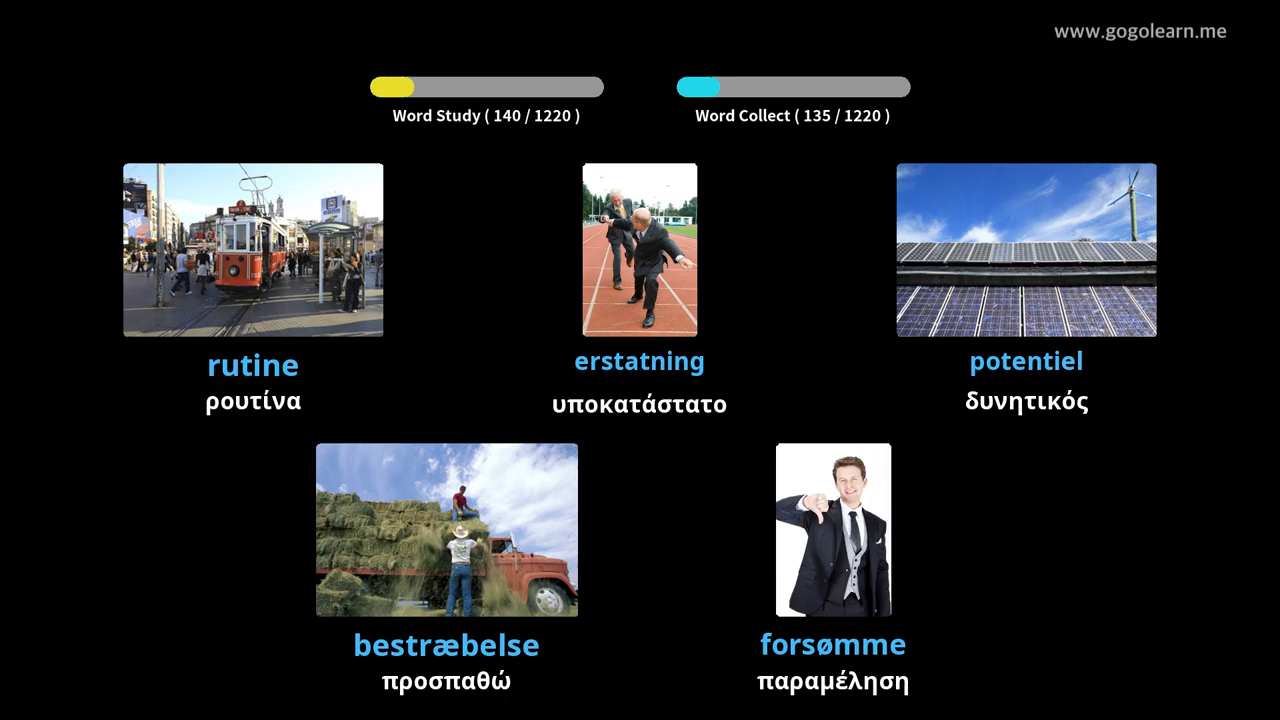 www.gogolearn.me
Word Study ( 140 / 1220 )
Word Collect ( 135 / 1220 )
rutine
ρουτίνα
erstatning
υποκατάστατο
potentiel
δυνητικός
bestræbelse
προσπαθώ
forsømme
παραμέληση